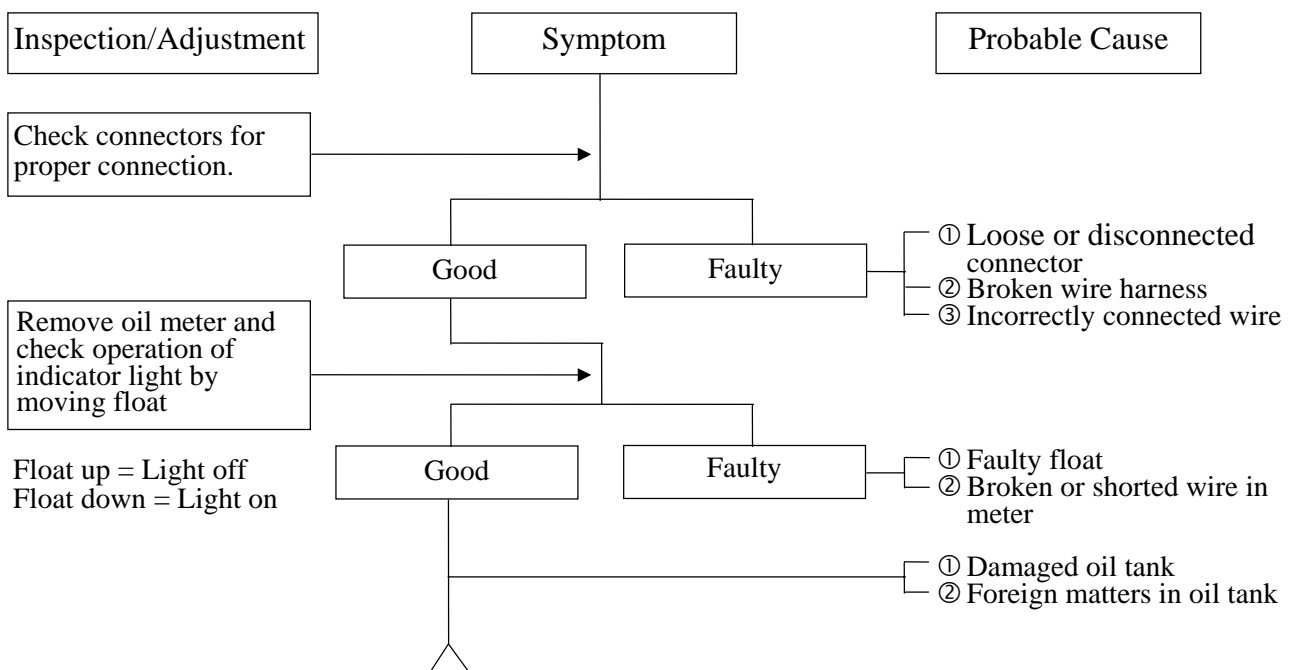 Inspection/Adjustment
Symptom
Probable Cause
Check connectors for
proper connection.
Good
Faulty
① Loose or disconnected
connector
② Broken wire harness
③ Incorrectly connected wire
Remove oil meter and
check operation of
indicator light by
moving float
Good
Faulty
① Faulty float
② Broken or shorted wire in
meter
Float up = Light off
Float down = Light on
① Damaged oil tank
② Foreign matters in oil tank